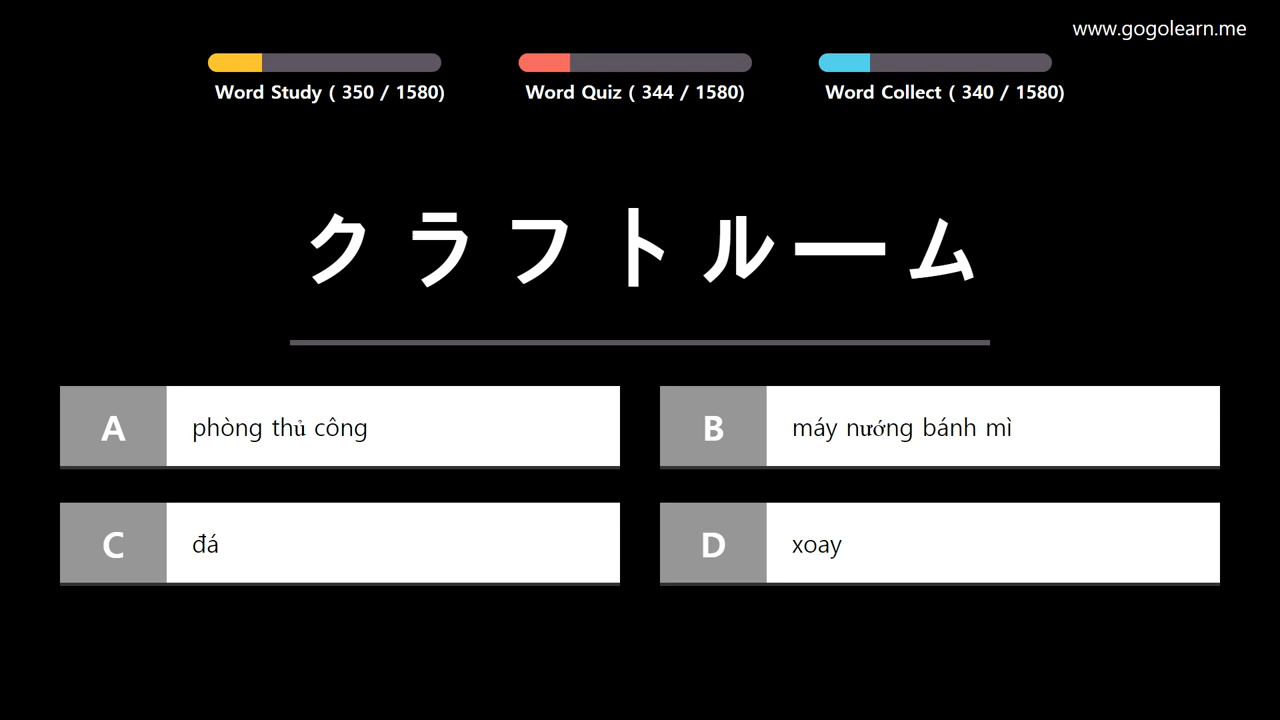 www.gogolearn.me
Word Study ( 350 / 1580)
Word Quiz ( 344 / 1580)
Word Collect ( 340 / 1580)
クラフトルーム
A phòng thủ công
B máy nướng bánh mì
C đá
D xoay